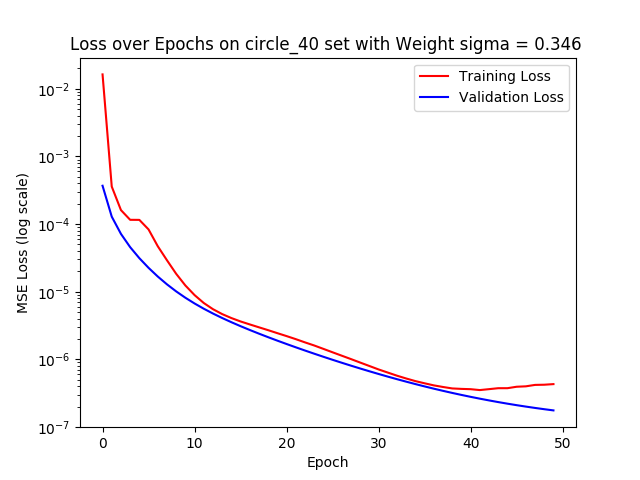 Loss over Epochs on circle_40 set with Weight sigma = 0.346
Training Loss
Validation Loss
MSE Loss (log scale)
10⁻²
10⁻³
10⁻⁴
10⁻⁵
10⁻⁶
10⁻⁷
0 10 20 30 40 50
Epoch